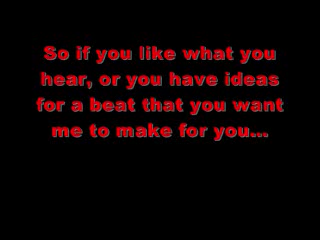 So if you like what you
hear, or you have ideas
for a beat that you want
me to make for you...